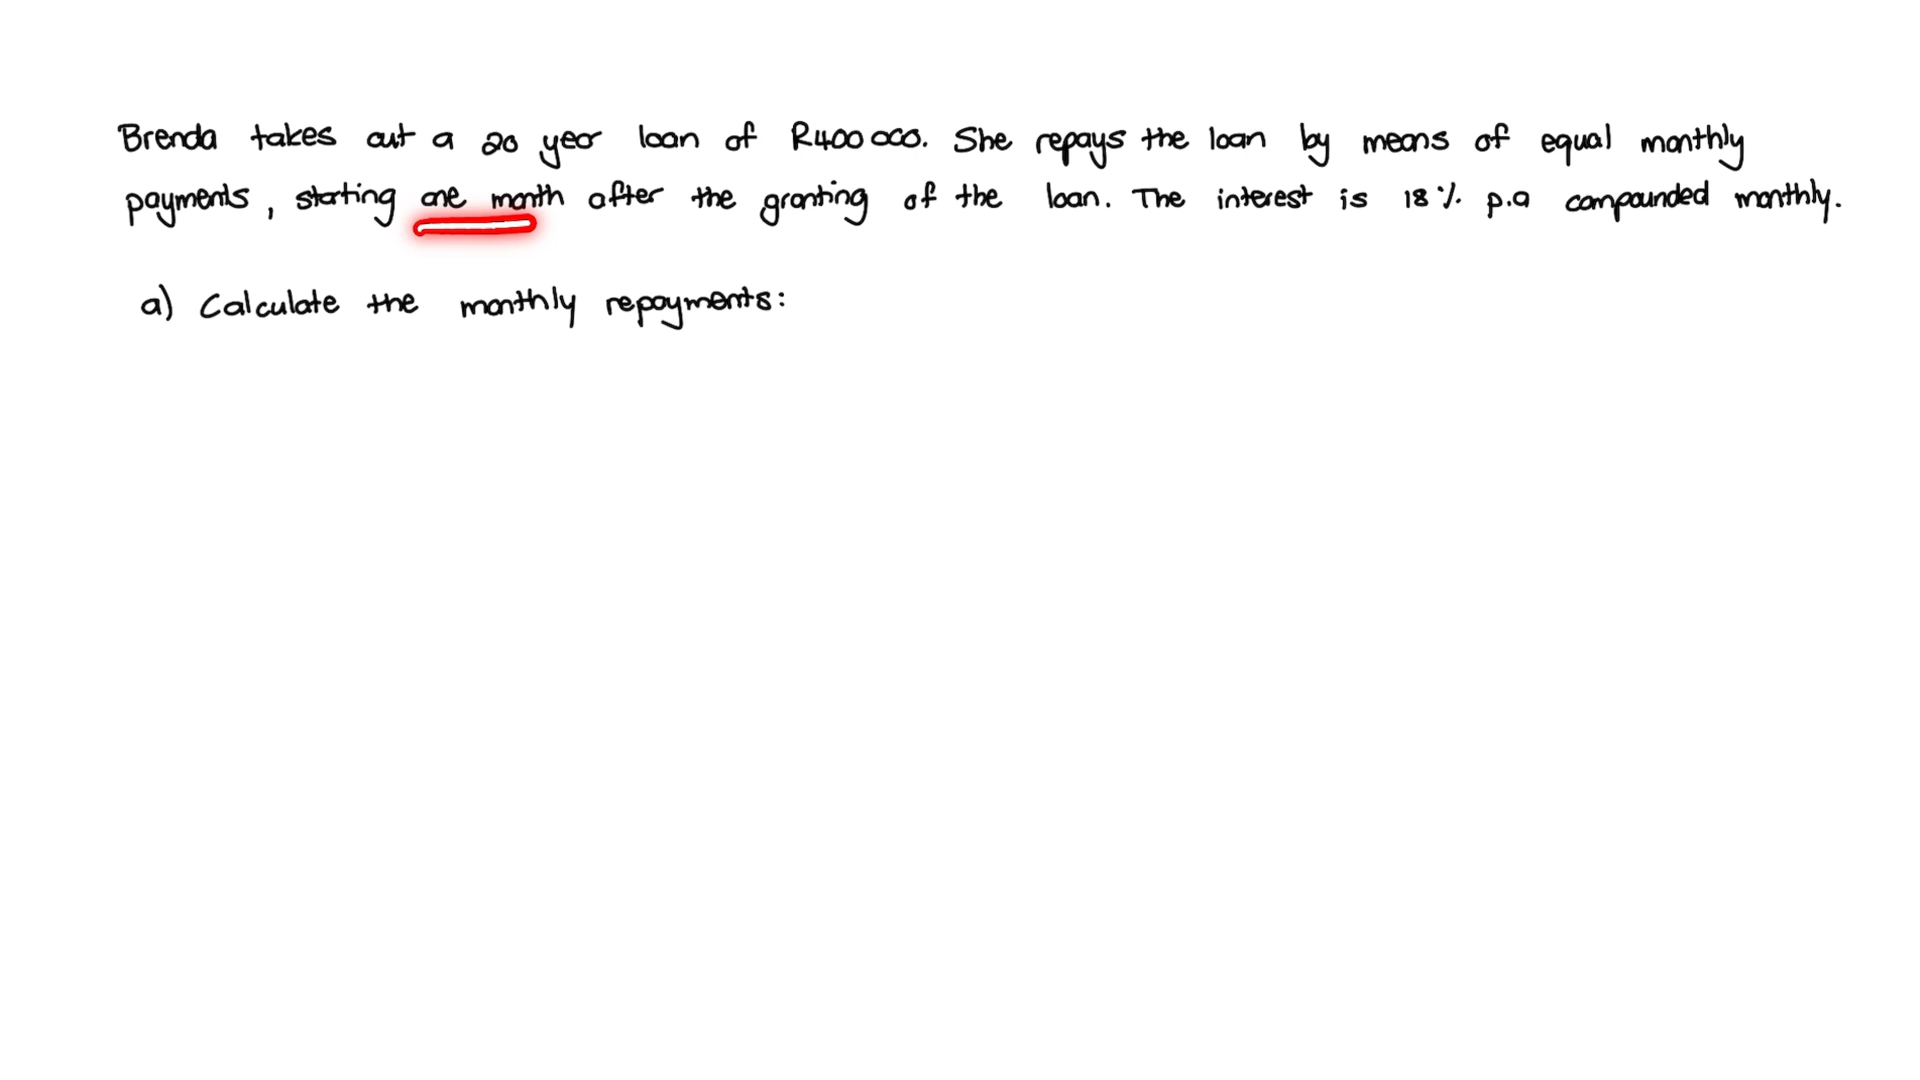 Brenda takes out a 20 year loan of R400 000. She repays the loan by means of equal monthly
payments, starting one month after the granting of the loan. The interest is 18% p.a compounded monthly.
a) Calculate the monthly repayments: